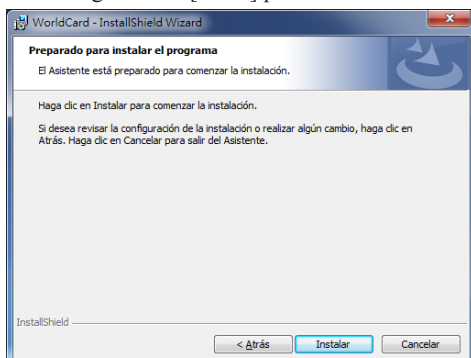 WorldCard - InstallShield Wizard
Preparado para instalar el programa
El Asistente está preparado para comenzar la instalación.
Haga clic en Instalar para comenzar la instalación.
Si desea revisar la configuración de la instalación o realizar algún cambio, haga clic en
Atrás. Haga clic en Cancelar para salir del Asistente.
InstallShield
< Atrás Instalar Cancelar